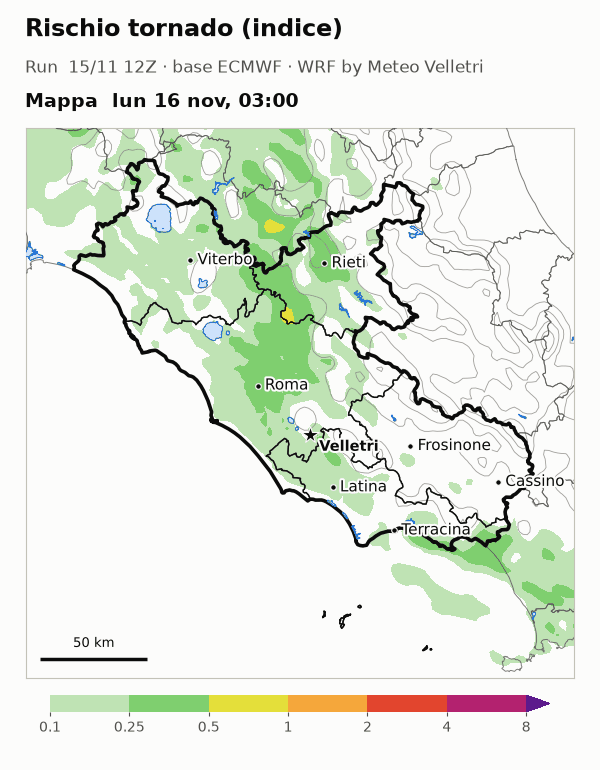 Rischio tornado (indice)
Run  15/11 12Z · base ECMWF · WRF by Meteo Velletri
Mappa  lun 16 nov, 03:00
Viterbo
Rieti
Roma
Velletri
Frosinone
Cassino
Latina
Terracina
50 km
0.1 0.25 0.5 1 2 4 8